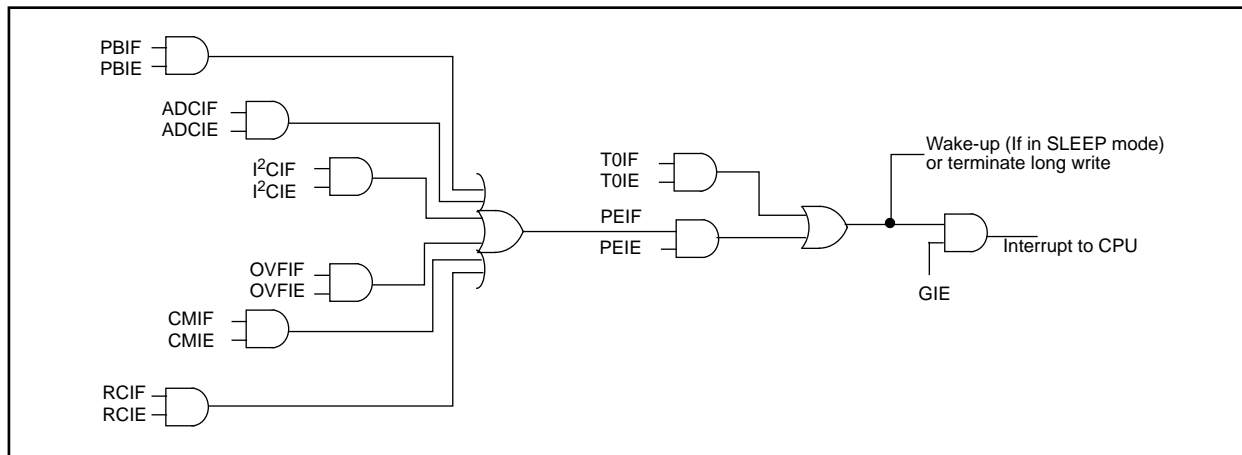 PBIF
PBIE
ADCIF
ADCIE
I²CIF
I²CIE
OVFIF
OVFIE
CMIF
CMIE
RCIF
RCIE
T0IF
T0IE
PEIF
PEIE
Wake-up (If in SLEEP mode)
or terminate long write
Interrupt to CPU
GIE